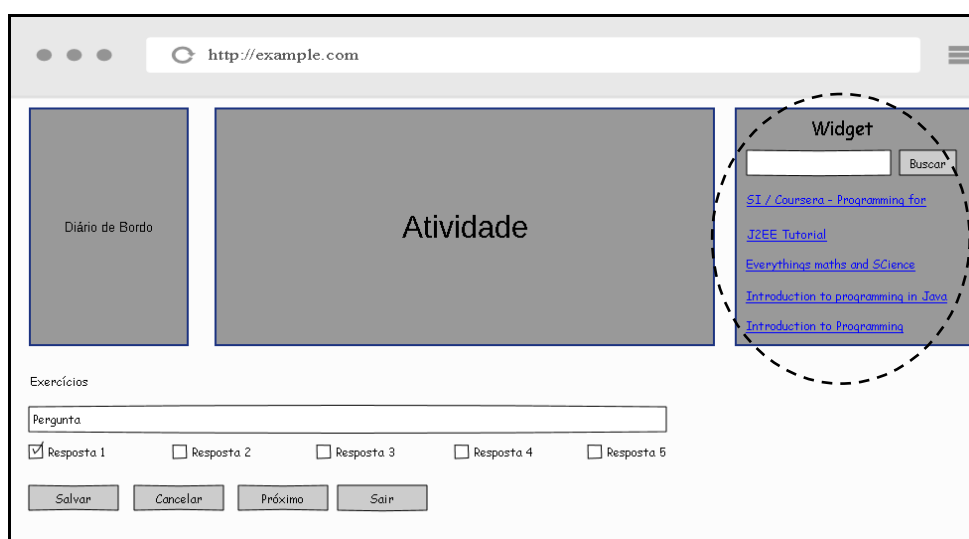 http://example.com
Diário de Bordo
Atividade
Widget
Buscar
SI / Coursera - Programming for
J2EE Tutorial
Everythings maths and SCience
Introduction to programming in Java
Introduction to Programming
Exercícios
Pergunta
Resposta 1 Resposta 2 Resposta 3 Resposta 4 Resposta 5
Salvar Cancelar Próximo Sair